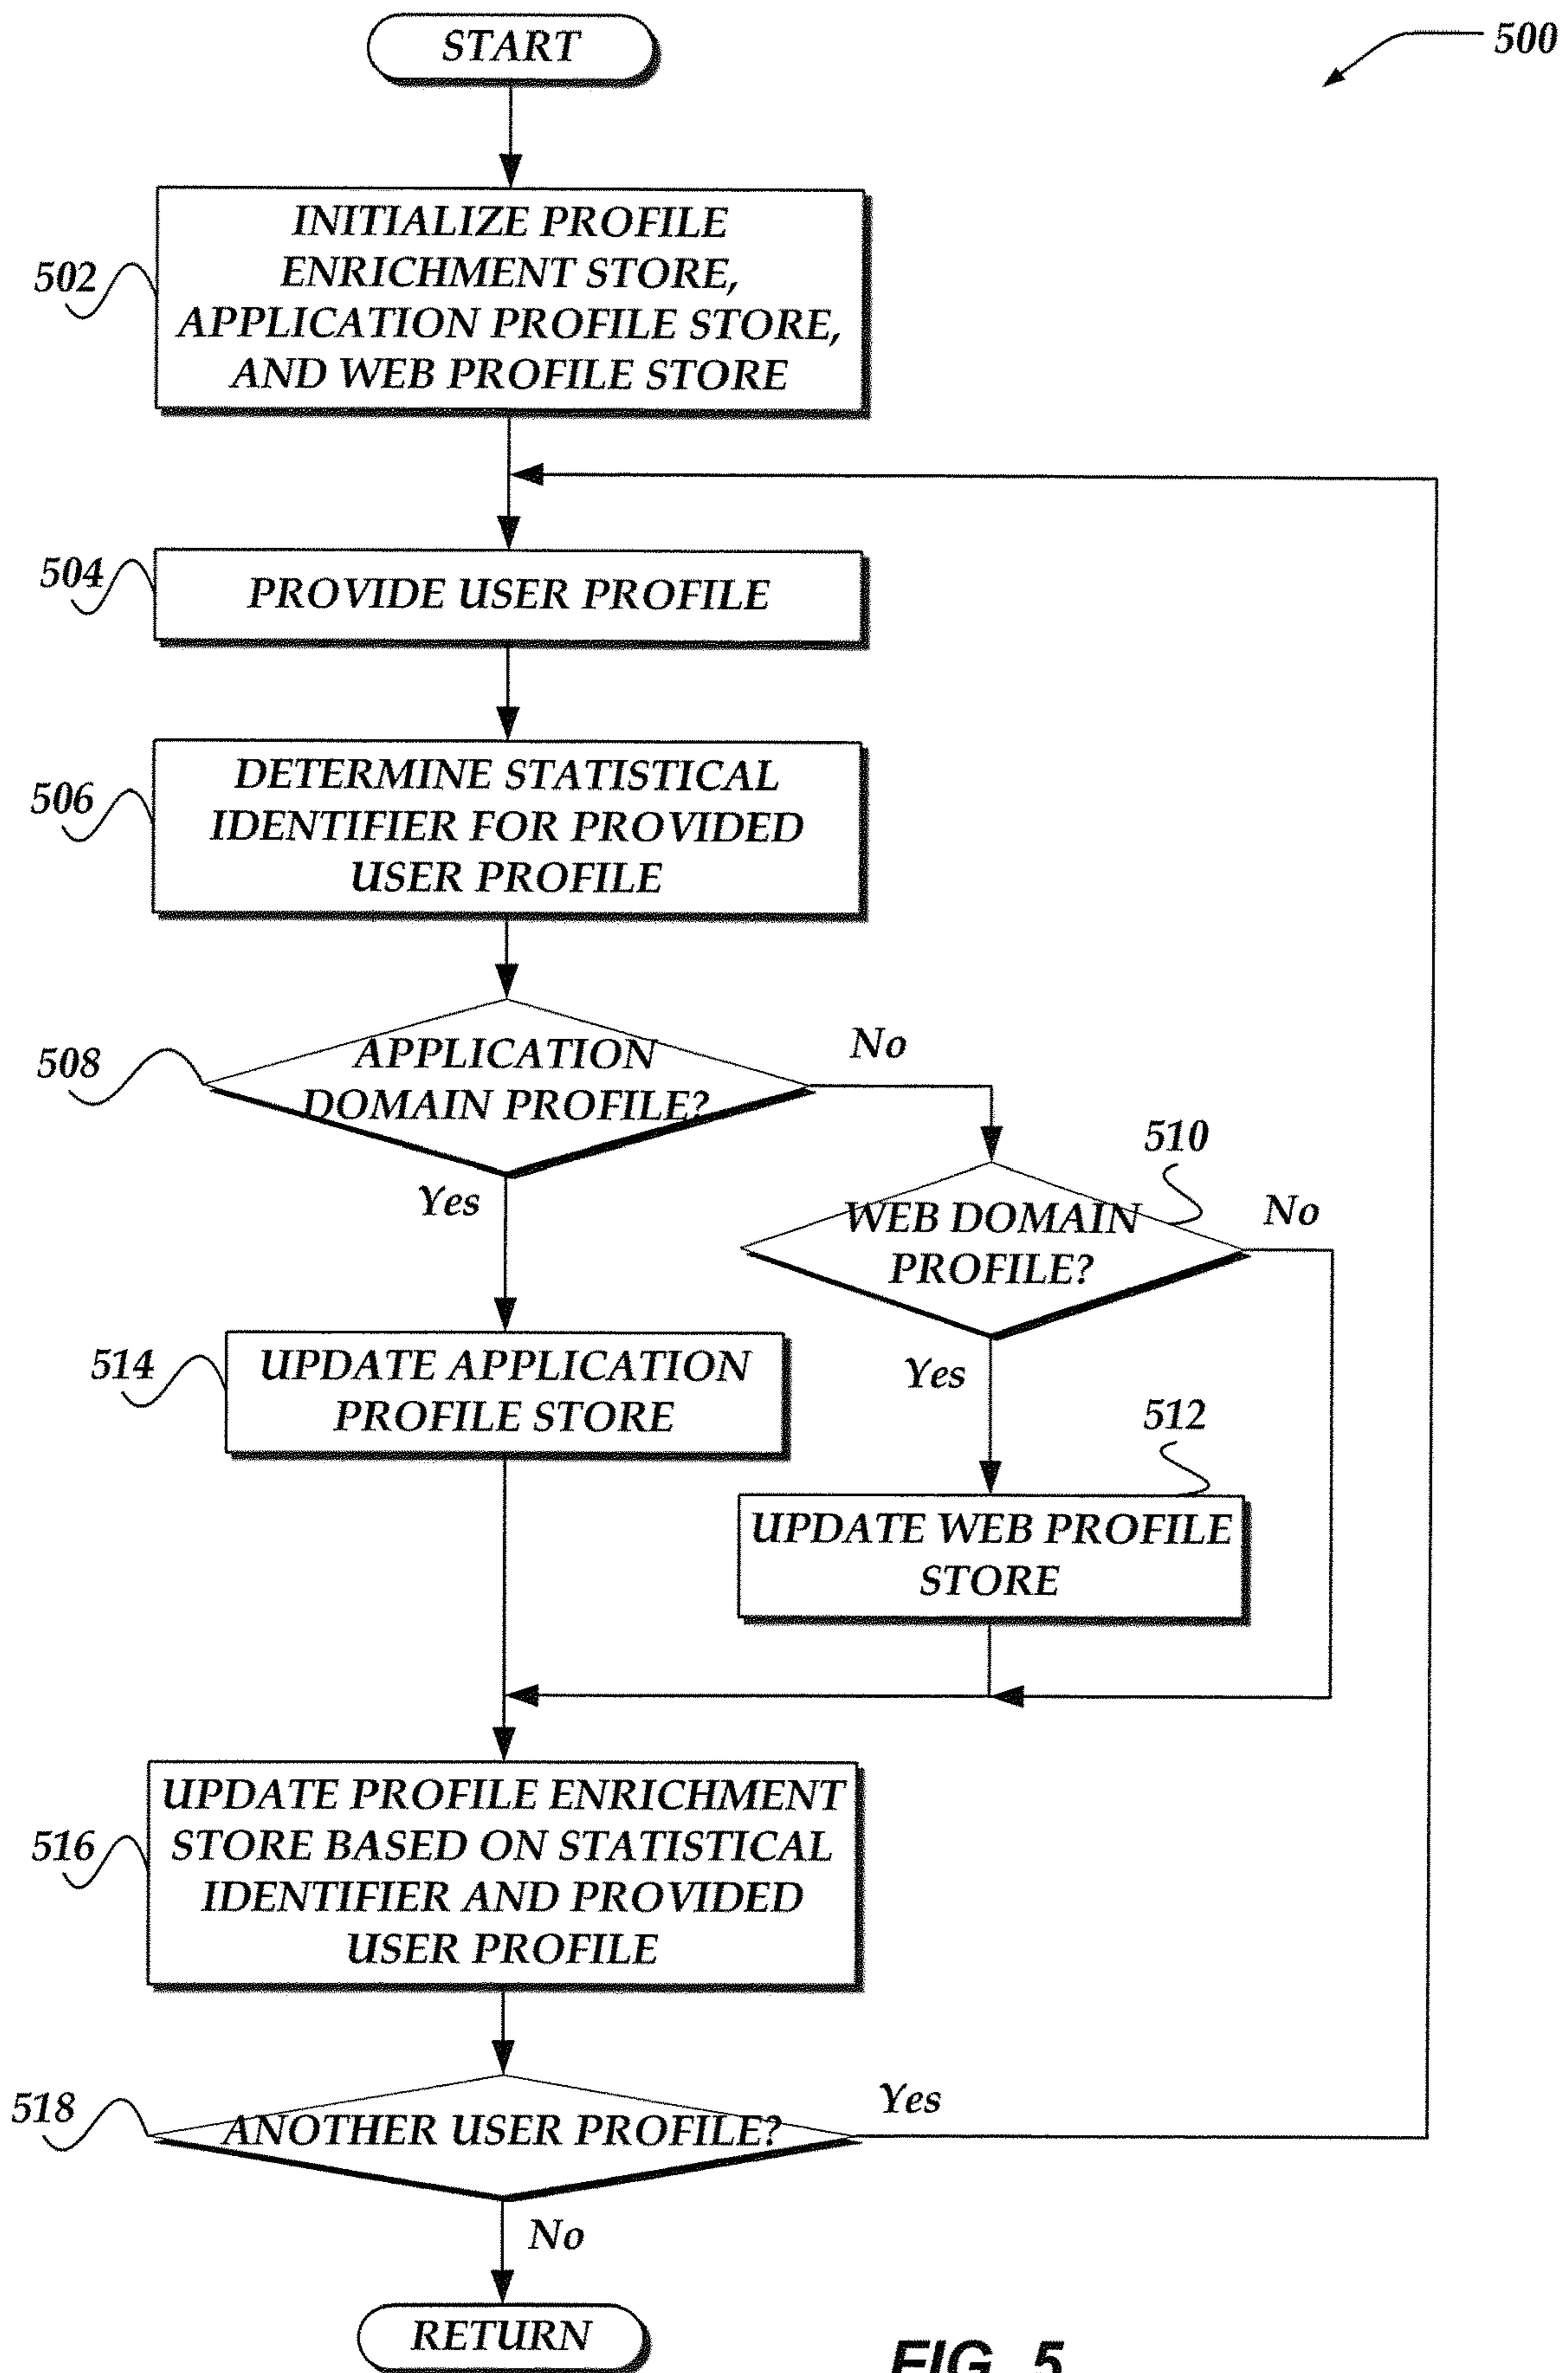 START
500
502
INITIALIZE PROFILE
ENRICHMENT STORE,
APPLICATION PROFILE STORE,
AND WEB PROFILE STORE
504
PROVIDE USER PROFILE
506
DETERMINE STATISTICAL
IDENTIFIER FOR PROVIDED
USER PROFILE
508
APPLICATION
DOMAIN PROFILE?
No
Yes
510
WEB DOMAIN
PROFILE?
No
Yes
514
UPDATE APPLICATION
PROFILE STORE
512
UPDATE WEB PROFILE
STORE
516
UPDATE PROFILE ENRICHMENT
STORE BASED ON STATISTICAL
IDENTIFIER AND PROVIDED
USER PROFILE
518
ANOTHER USER PROFILE?
Yes
No
RETURN
FIG. 5